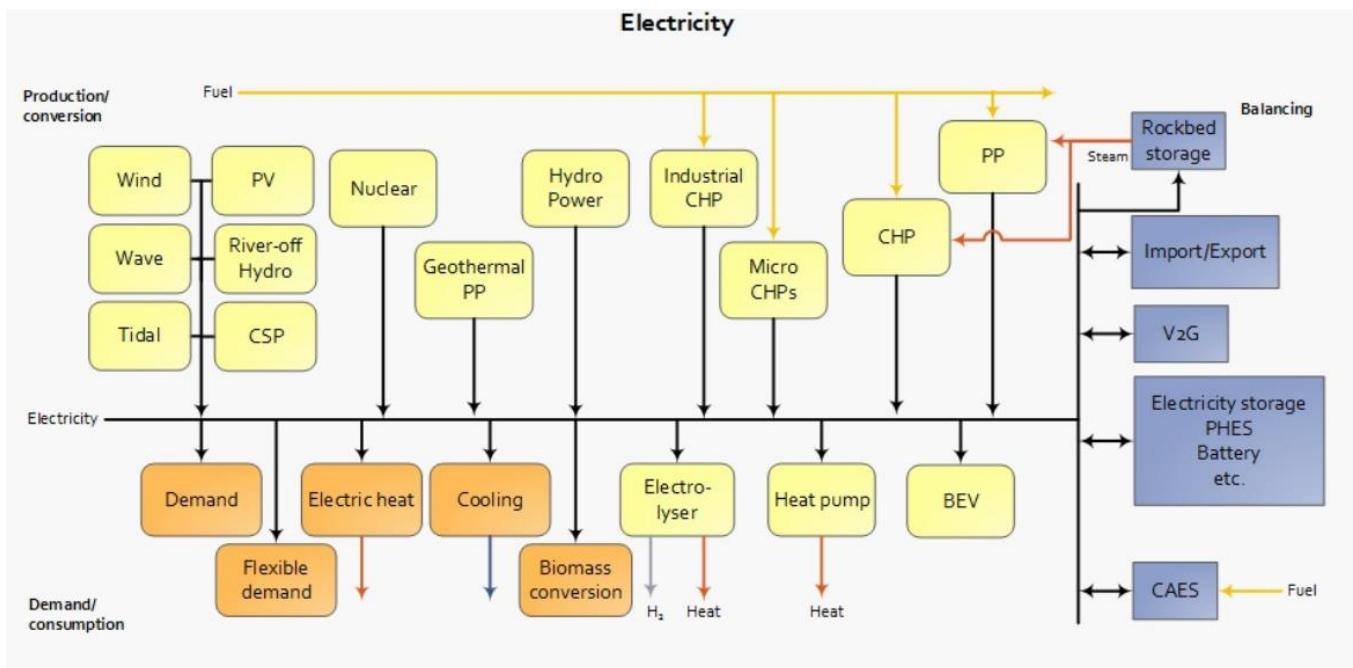 Electricity
Production/
conversion
Fuel
Balancing
Wind
PV
Nuclear
Hydro
Power
Industrial
CHP
PP
Steam
Rockbed
storage
Wave
River-off
Hydro
Geothermal
PP
Micro
CHPs
CHP
Import/Export
Tidal
CSP
V2G
Electricity
Electricity storage
PHES
Battery
etc.
Demand
Electric heat
Cooling
Electro-
lyser
Heat pump
BEV
Flexible
demand
Biomass
conversion
Demand/
consumption
H₂
Heat
Heat
CAES
Fuel